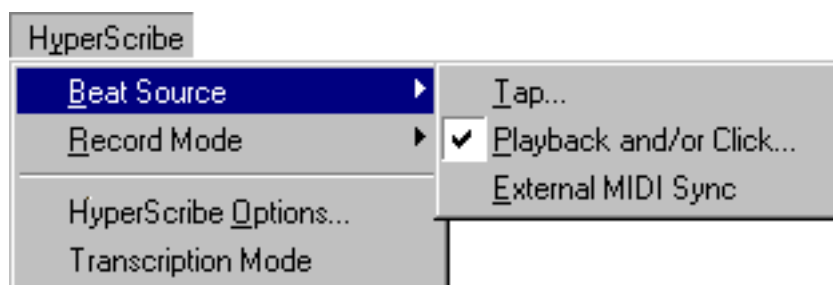 HyperScribe
Beat Source
Tap...
Record Mode
Playback and/or Click...
External MIDI Sync
HyperScribe Options...
Transcription Mode